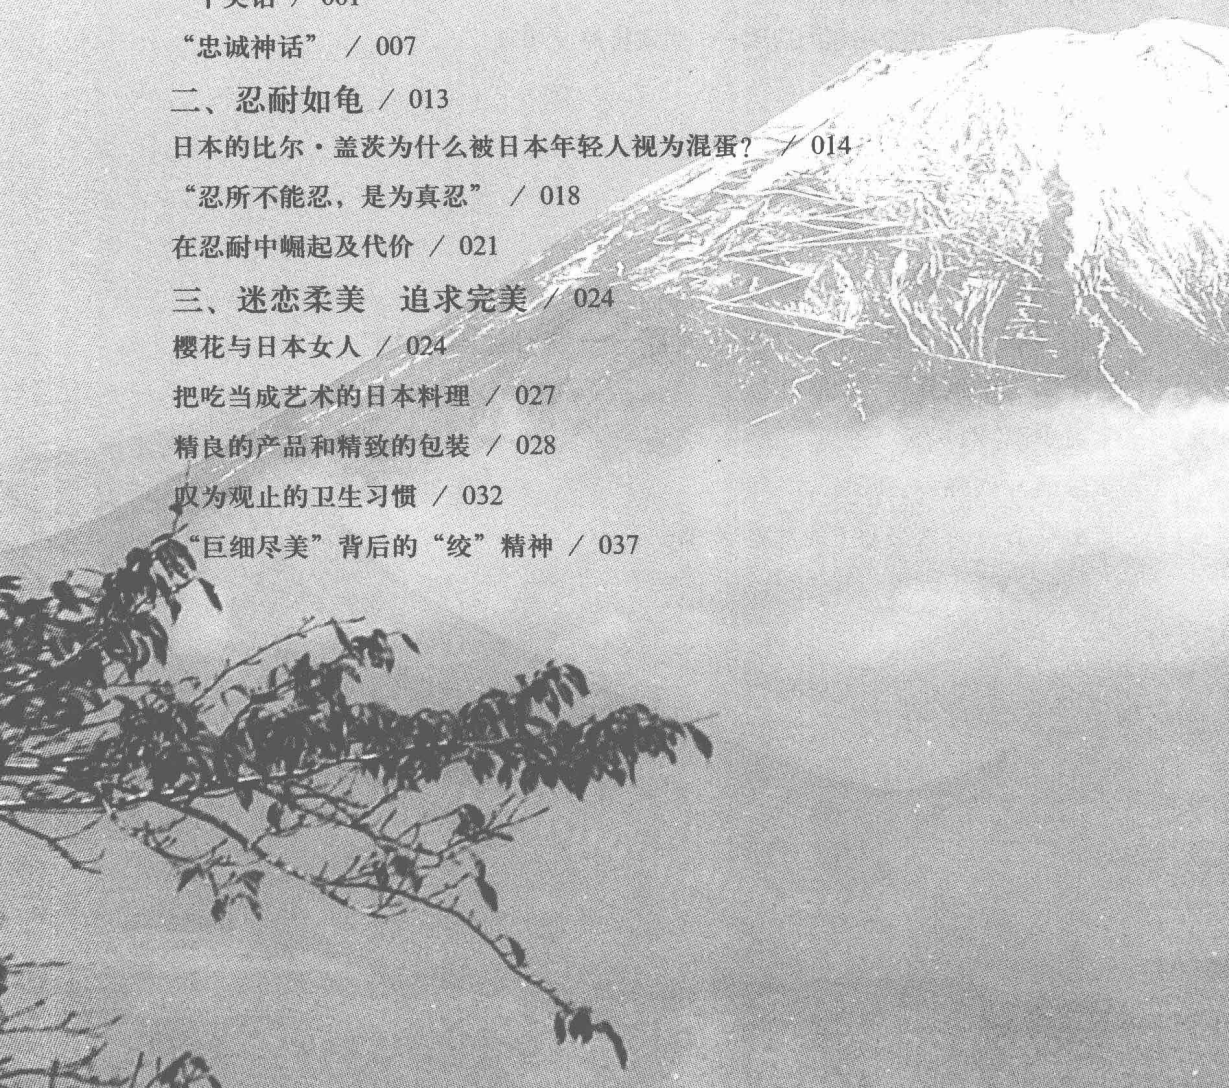 “忠诚神话” / 007
二、忍耐如龟 / 013
日本的比尔·盖茨为什么被日本年轻人视为混蛋? / 014
“忍所不能忍，是为真忍” / 018
在忍耐中崛起及代价 / 021
三、迷恋柔美　追求完美 / 024
樱花与日本女人 / 024
把吃当成艺术的日本料理 / 027
精良的产品和精致的包装 / 028
叹为观止的卫生习惯 / 032
“巨细尽美”背后的“绞”精神 / 037